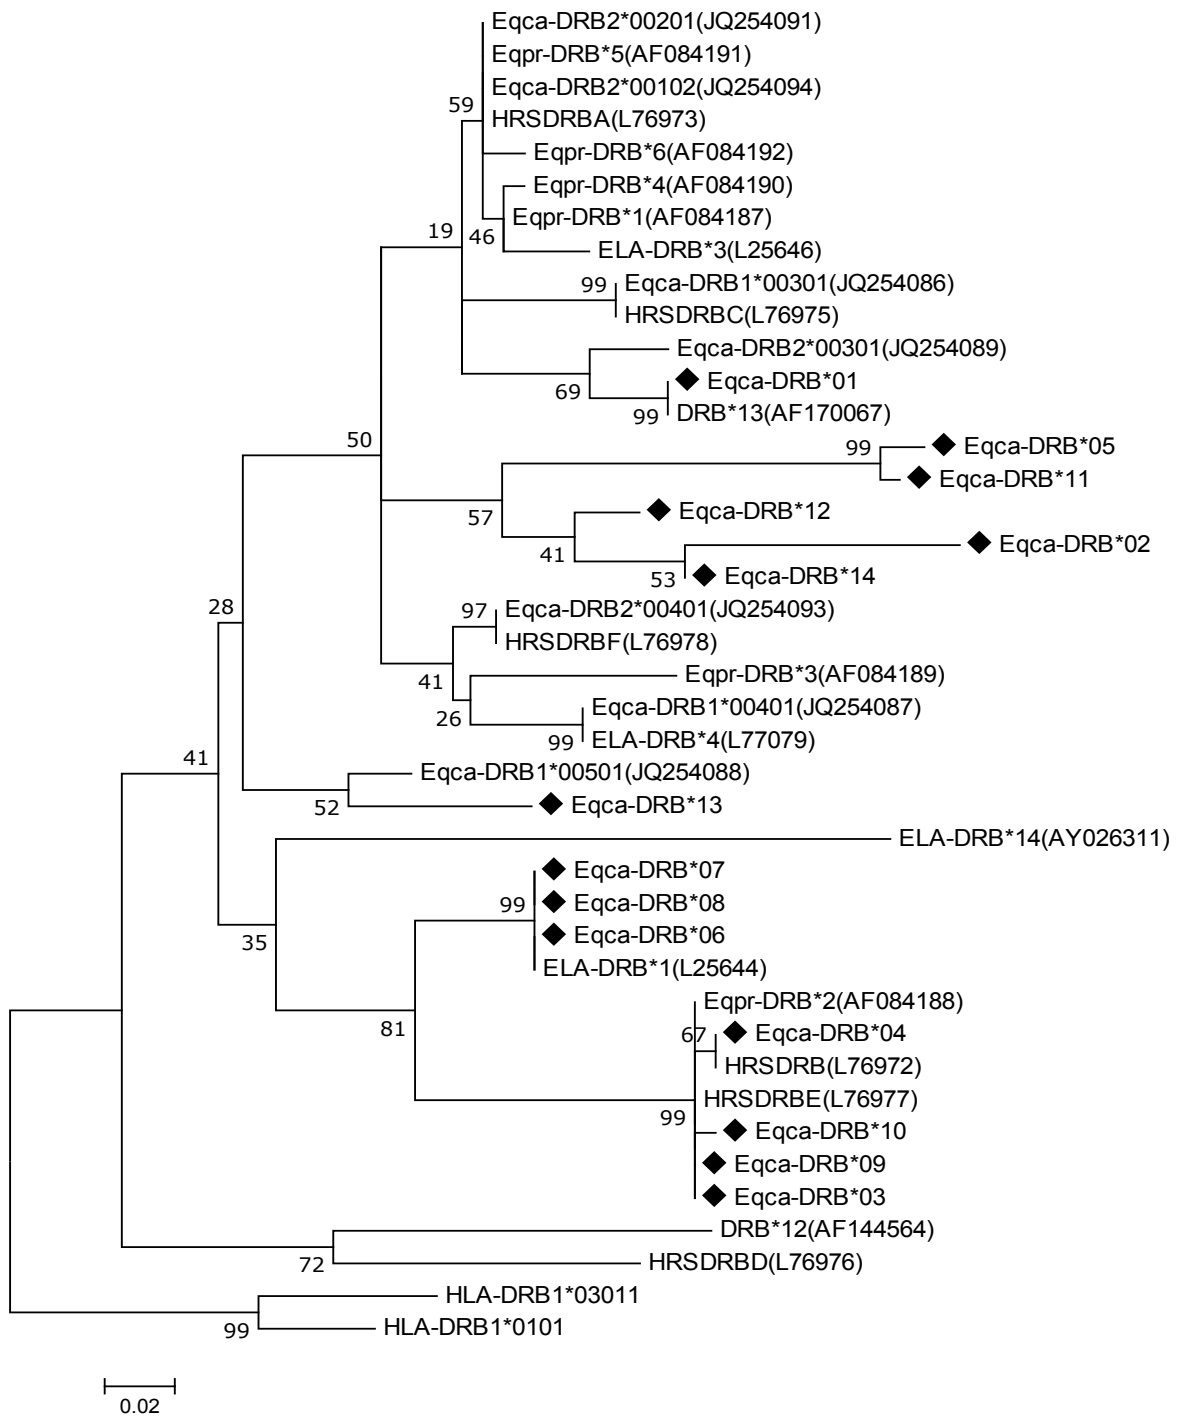 Eqca-DRB2*00201(JQ254091)
Eqpr-DRB*5(AF084191)
Eqca-DRB2*00102(JQ254094)
59
HRSDRBA(L76973)
Eqpr-DRB*6(AF084192)
Eqpr-DRB*4(AF084190)
Eqpr-DRB*1(AF084187)
19
46
ELA-DRB*3(L25646)
99
Eqca-DRB1*00301(JQ254086)
HRSDRBC(L76975)
Eqca-DRB2*00301(JQ254089)
69
Eqca-DRB*01
99
DRB*13(AF170067)
50
99
Eqca-DRB*05
Eqca-DRB*11
57
Eqca-DRB*12
41
Eqca-DRB*02
53
Eqca-DRB*14
28
97
Eqca-DRB2*00401(JQ254093)
HRSDRBF(L76978)
41
Eqpr-DRB*3(AF084189)
26
Eqca-DRB1*00401(JQ254087)
99
ELA-DRB*4(L77079)
41
Eqca-DRB1*00501(JQ254088)
52
Eqca-DRB*13
ELA-DRB*14(AY026311)
Eqca-DRB*07
99
Eqca-DRB*08
35
Eqca-DRB*06
ELA-DRB*1(L25644)
81
Eqpr-DRB*2(AF084188)
67
Eqca-DRB*04
HRSDRB(L76972)
HRSDRBE(L76977)
99
Eqca-DRB*10
Eqca-DRB*09
Eqca-DRB*03
DRB*12(AF144564)
72
HRSDRBD(L76976)
HLA-DRB1*03011
99
HLA-DRB1*0101
0.02